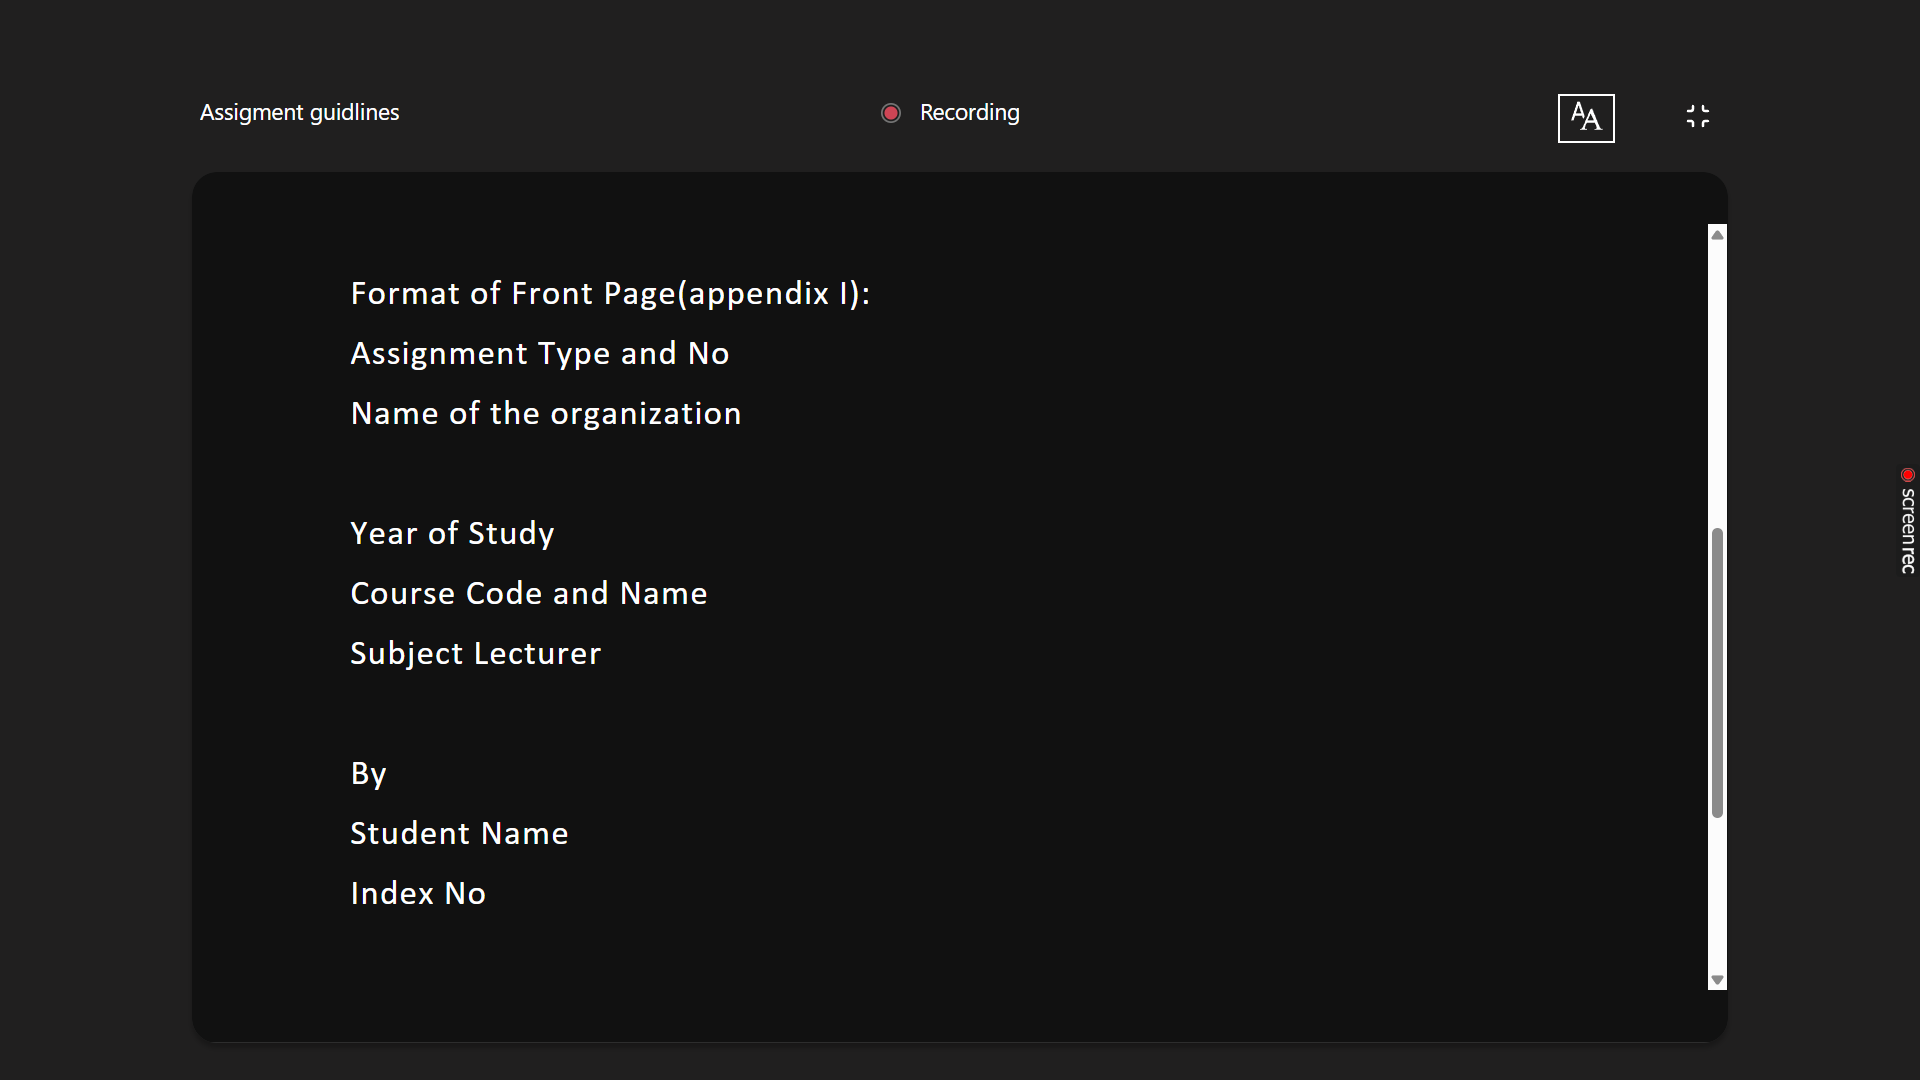 Assigment guidlines
Recording
AA
Format of Front Page(appendix I):
Assignment Type and No
Name of the organization
Year of Study
Course Code and Name
Subject Lecturer
By
Student Name
Index No
screenrec